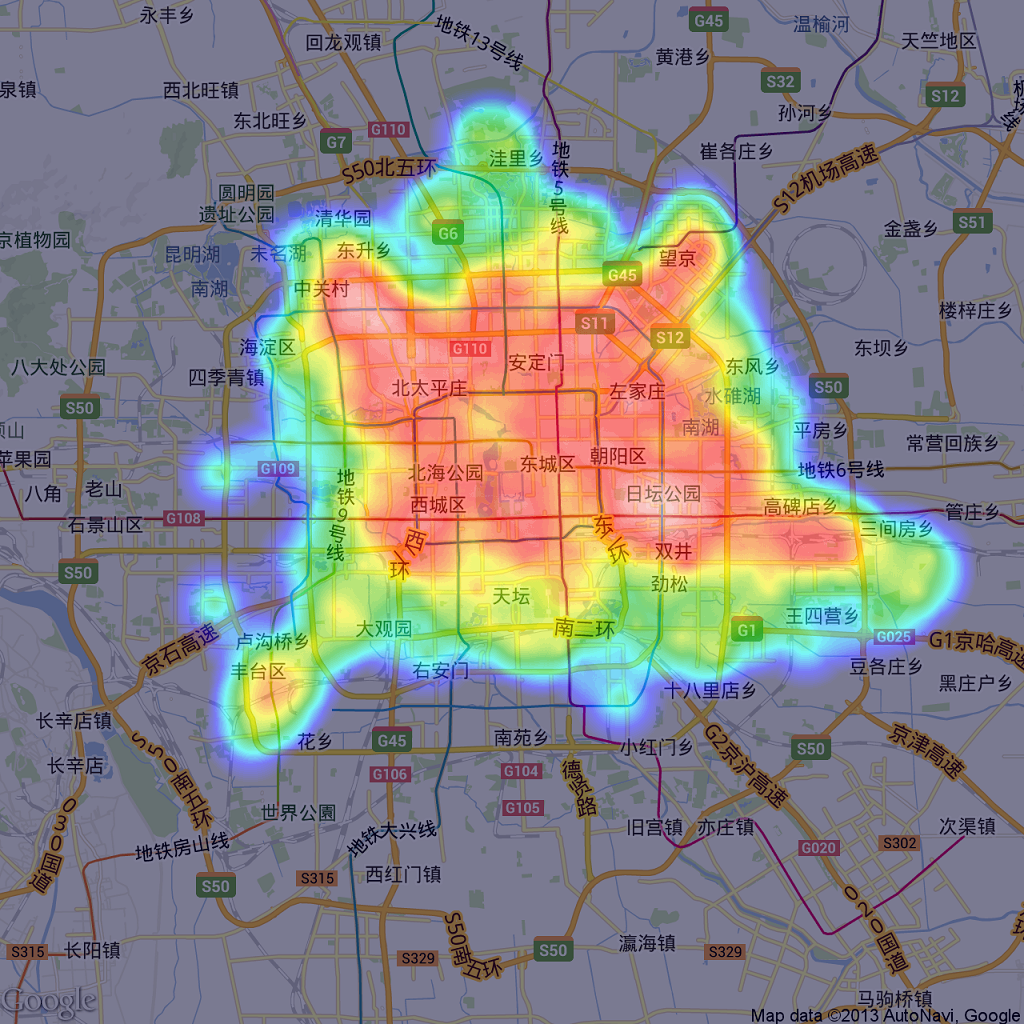 永丰乡
地铁13号线
G45
温榆河
回龙观镇
黄港乡
天竺地区
泉镇
西北旺镇
S32
S12
孙河乡
东北旺乡
G110
G7
洼里乡
地铁5号线
崔各庄乡
S50北五环
S12机场高速
圆明园
遗址公园
清华园
S51
金盏乡
京植物园
G6
昆明湖
未名湖
东升乡
望京
G45
南湖
中关村
楼梓庄乡
S11
S12
海淀区
G110
东坝乡
八大处公园
安定门
东风乡
四季青镇
北太平庄
左家庄
S50
水碓湖
S50
顶山
南湖
平房乡
常营回族乡
苹果园
G109
北海公园
东城区
朝阳区
地铁6号线
八角
老山
地铁9号线
西城区
日坛公园
高碑店乡
管庄乡
石景山区
G108
三间房乡
西二环
东二环
双井
S50
劲松
天坛
王四营乡
大观园
南二环
G1
G025
G1京哈高速
京石高速
卢沟桥乡
丰台区
右安门
豆各庄乡
黑庄户乡
十八里店乡
长辛店镇
花乡
G45
南苑乡
小红门乡
S50
京津高速
S50南五环
G2京沪高速
长辛店
G106
G104
德贤路
030国道
世界公園
G105
地铁大兴线
旧宫镇
亦庄镇
次渠镇
地铁房山线
G020
S302
S50
S315
西红门镇
020国道
S50南五环
S315
长阳镇
S329
S50
瀛海镇
S329
马驹桥镇
Google
Map data ©2013 AutoNavi, Google